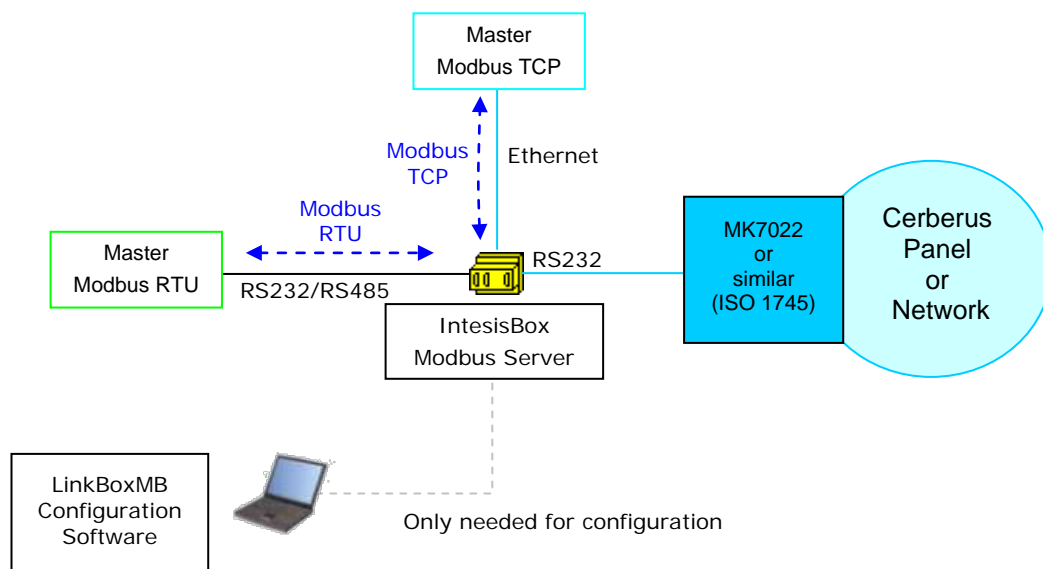 Master
Modbus TCP
Modbus
TCP
Ethernet
Modbus
RTU
Master
Modbus RTU
RS232/RS485
RS232
MK7022
or
similar
(ISO 1745)
Cerberus
Panel
or
Network
IntesisBox
Modbus Server
LinkBoxMB
Configuration
Software
Only needed for configuration